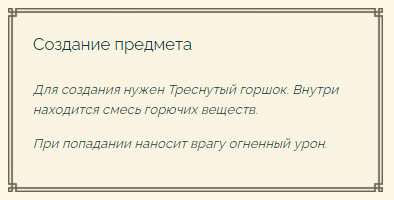 Создание предмета
Для создания нужен Треснутый горшок. Внутри
находится смесь горючих веществ.
При попадании наносит врагу огненный урон.